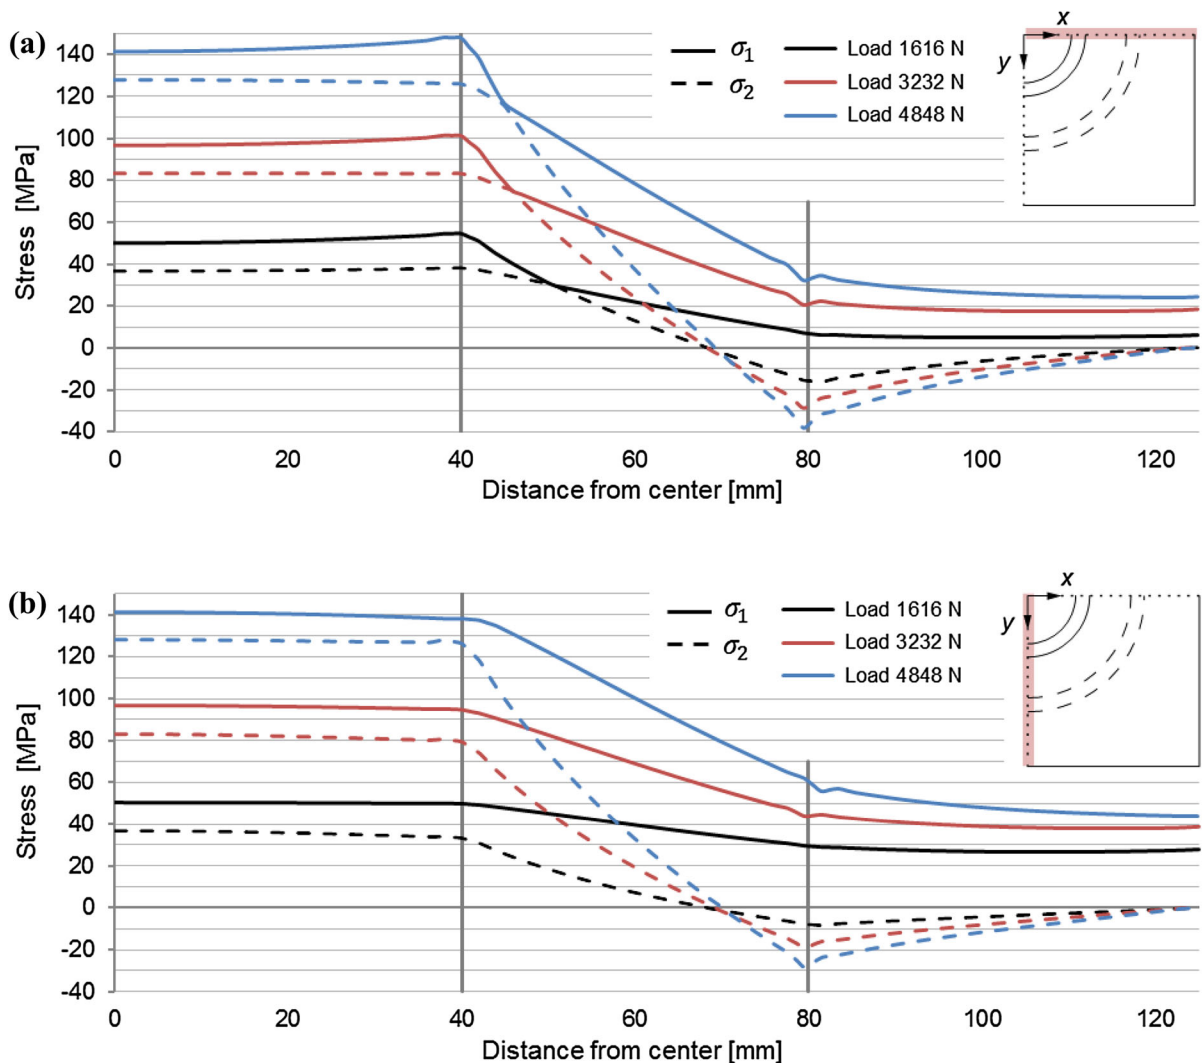 (a)
140
120
100
80
60
40
20
0
-20
-40
Stress [MPa]
σ1 Load 1616 N
σ2 Load 3232 N
Load 4848 N
x
y
0 20 40 60 80 100 120
Distance from center [mm]
(b)
140
120
100
80
60
40
20
0
-20
-40
Stress [MPa]
σ1 Load 1616 N
σ2 Load 3232 N
Load 4848 N
x
y
0 20 40 60 80 100 120
Distance from center [mm]